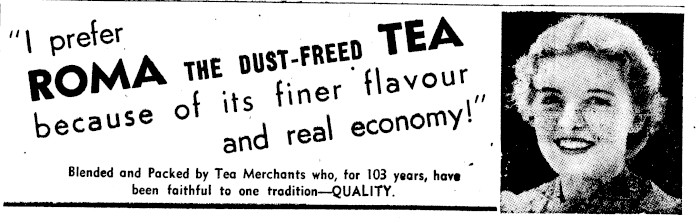 "I prefer
ROMA THE DUST-FREED TEA
because of its finer flavour
and real economy!"
Blended and Packed by Tea Merchants who, for 103 years, have
been faithful to one tradition—QUALITY.